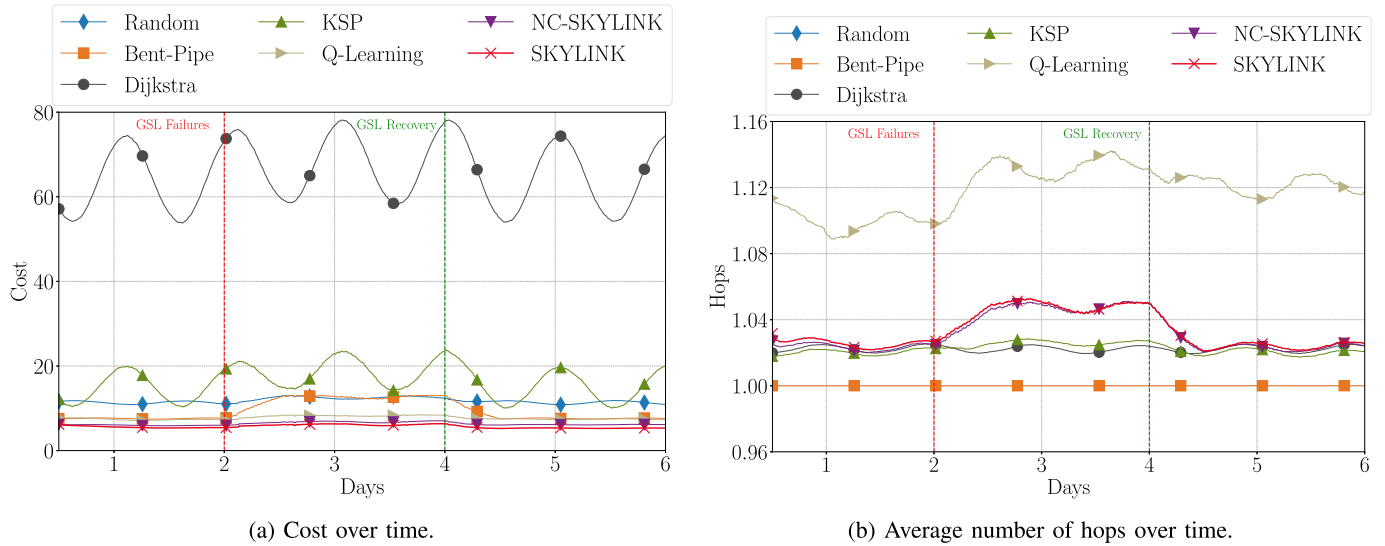 Random
KSP
NC-SKYLINK
Bent-Pipe
Q-Learning
SKYLINK
Dijkstra
80
60
40
20
0
Cost
GSL Failures
GSL Recovery
1
2
3
4
5
6
Days
(a) Cost over time.
Random
KSP
NC-SKYLINK
Bent-Pipe
Q-Learning
SKYLINK
Dijkstra
1.16
1.12
1.08
1.04
1.00
0.96
Hops
GSL Failures
GSL Recovery
1
2
3
4
5
6
Days
(b) Average number of hops over time.